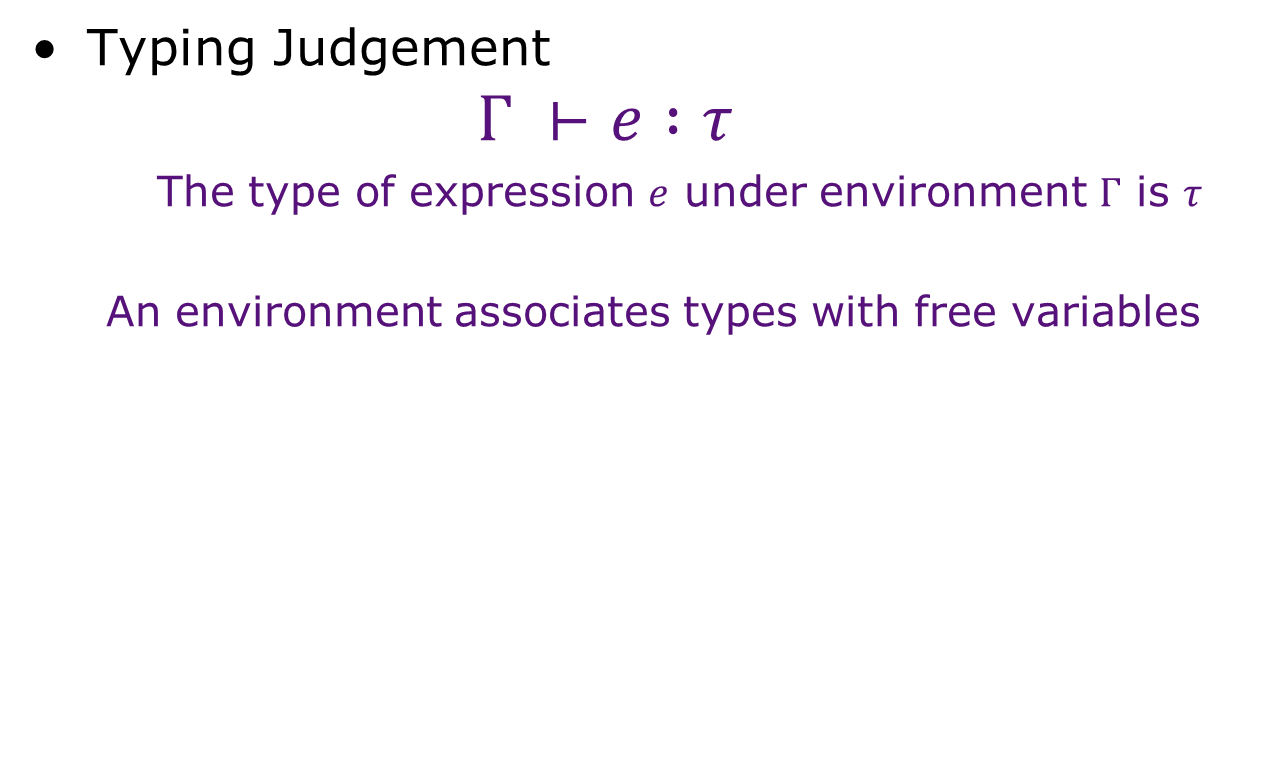 • Typing Judgement
Γ ⊢ e : τ
The type of expression e under environment Γ is τ
An environment associates types with free variables